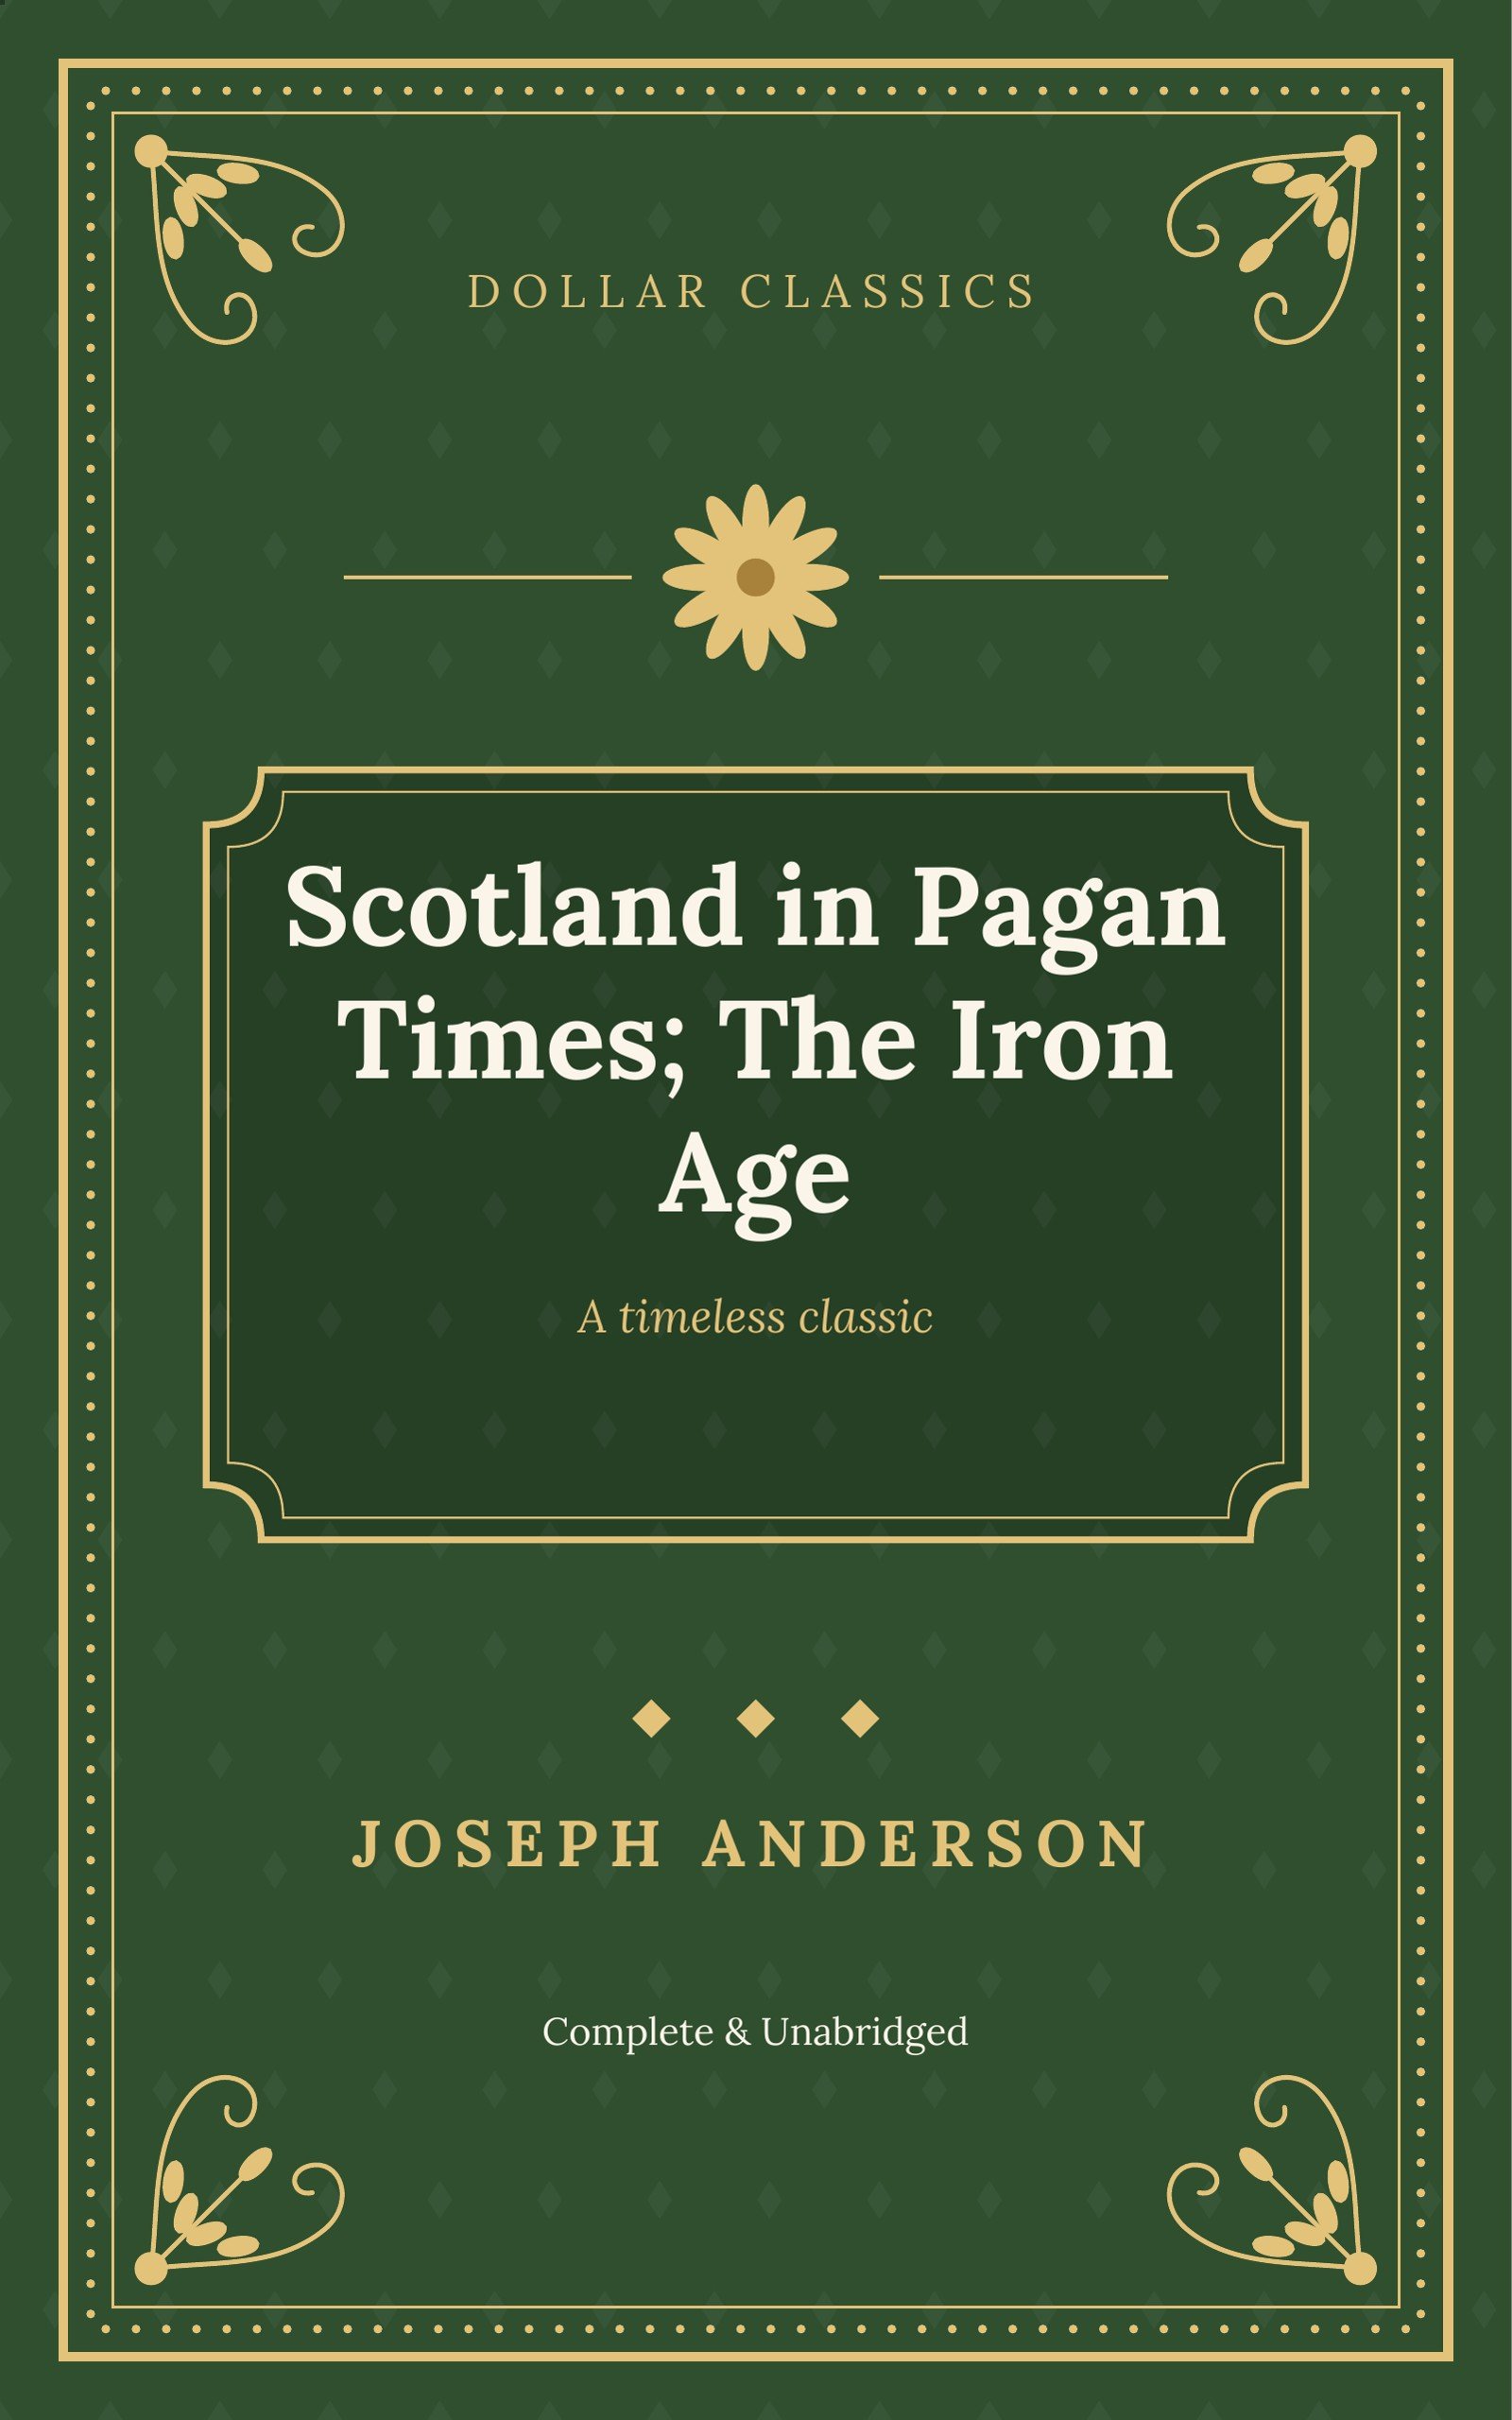 DOLLAR CLASSICS
Scotland in Pagan
Times; The Iron
Age
A timeless classic
JOSEPH ANDERSON
Complete & Unabridged